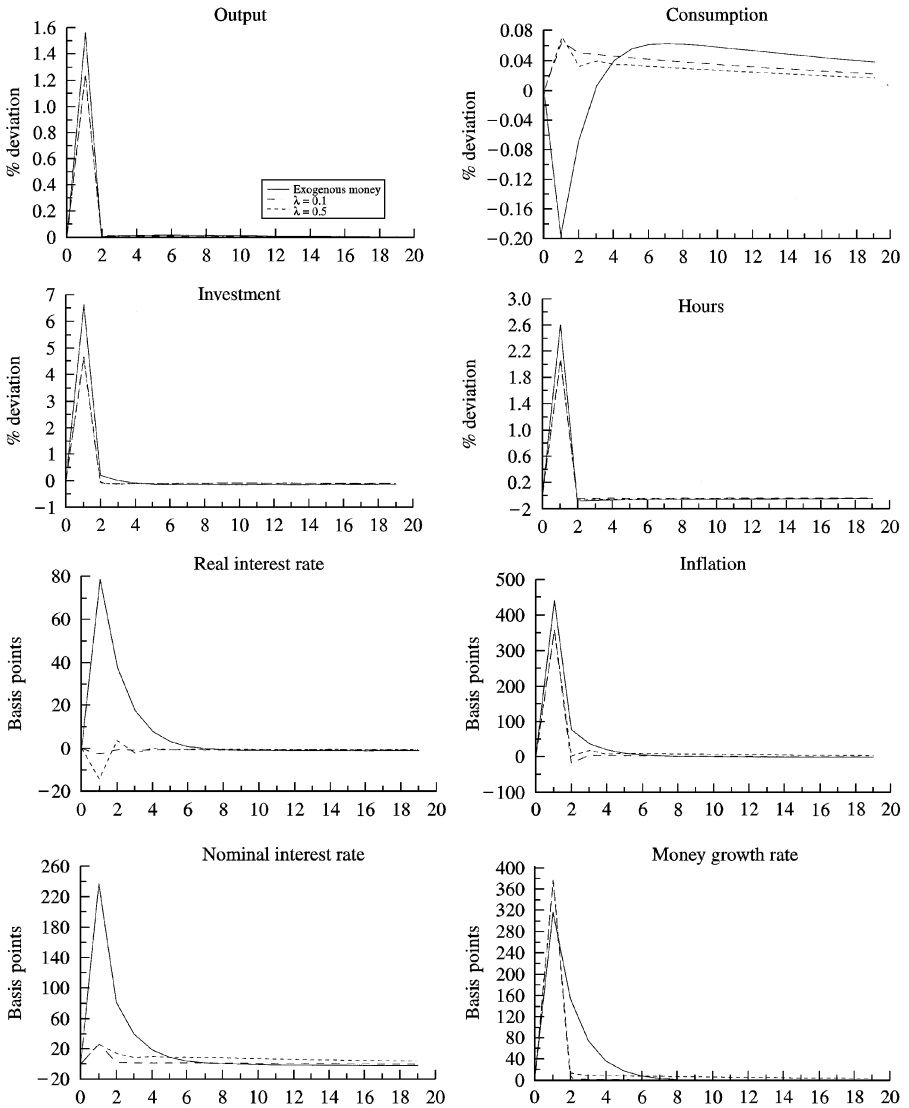 Output
1.6
1.4
1.2
1.0
0.8
0.6
0.4
0.2
0
% deviation
Exogenous money
λ = 0.1
λ = 0.5
0 2 4 6 8 10 12 14 16 18 20
Consumption
0.08
0.04
0
−0.04
−0.08
−0.12
−0.16
−0.20
% deviation
0 2 4 6 8 10 12 14 16 18 20
Investment
7
6
5
4
3
2
1
0
−1
% deviation
0 2 4 6 8 10 12 14 16 18 20
Hours
3.0
2.6
2.2
1.8
1.4
1.0
0.6
0.2
−2
% deviation
0 2 4 6 8 10 12 14 16 18 20
Real interest rate
80
60
40
20
0
−20
Basis points
0 2 4 6 8 10 12 14 16 18 20
Inflation
500
400
300
200
100
0
−100
Basis points
0 2 4 6 8 10 12 14 16 18 20
Nominal interest rate
260
220
180
140
100
60
20
−20
Basis points
0 2 4 6 8 10 12 14 16 18 20
Money growth rate
400
360
320
280
240
200
160
120
80
40
0
Basis points
0 2 4 6 8 10 12 14 16 18 20